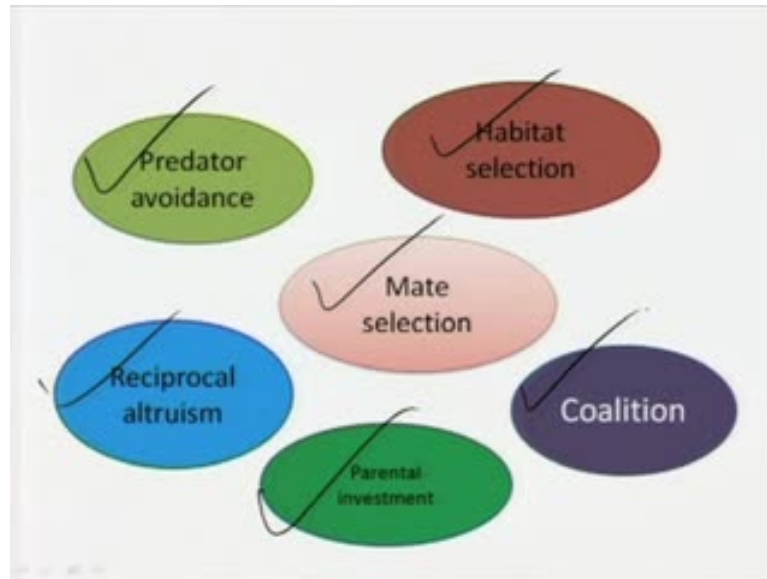 Predator
avoidance
Habitat
selection
Mate
selection
Reciprocal
altruism
Coalition
Parental
investment